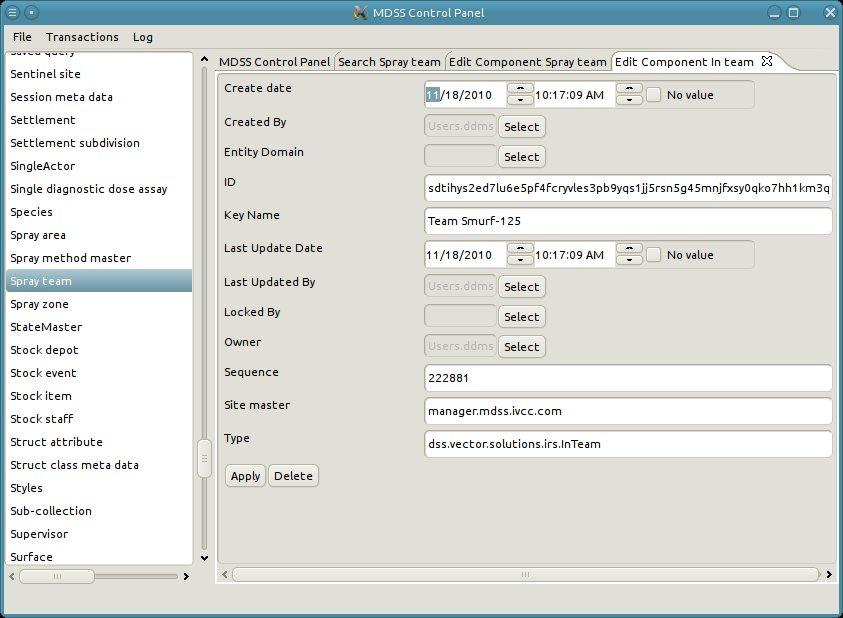 MDSS Control Panel
File Transactions Log
Saved query
Sentinel site
Session meta data
Settlement
Settlement subdivision
SingleActor
Single diagnostic dose assay
Species
Spray area
Spray method master
Spray team
Spray zone
StateMaster
Stock depot
Stock event
Stock item
Stock staff
Struct attribute
Struct class meta data
Styles
Sub-collection
Supervisor
Surface
MDSS Control Panel Search Spray team Edit Component Spray team Edit Component In team
Create date 11/18/2010 10:17:09 AM No value
Created By Users.ddms Select
Entity Domain Select
ID sdtihys2ed7lu6e5pf4fcryvles3pb9yqs1jj5rsn5g45mnjfxsy0qko7hh1km3q
Key Name Team Smurf-125
Last Update Date 11/18/2010 10:17:09 AM No value
Last Updated By Users.ddms Select
Locked By Select
Owner Users.ddms Select
Sequence 222881
Site master manager.mdss.ivcc.com
Type dss.vector.solutions.irs.InTeam
Apply Delete